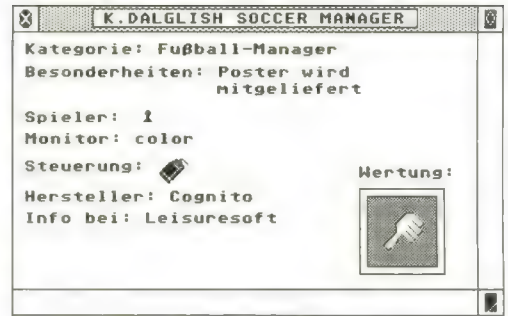 K.DALGLISH SOCCER MANAGER
Kategorie: Fußball-Manager
Besonderheiten: Poster wird
mitgeliefert
Spieler: 1
Monitor: color
Steuerung:
Wertung:
Hersteller: Cognito
Info bei: Leisuresoft